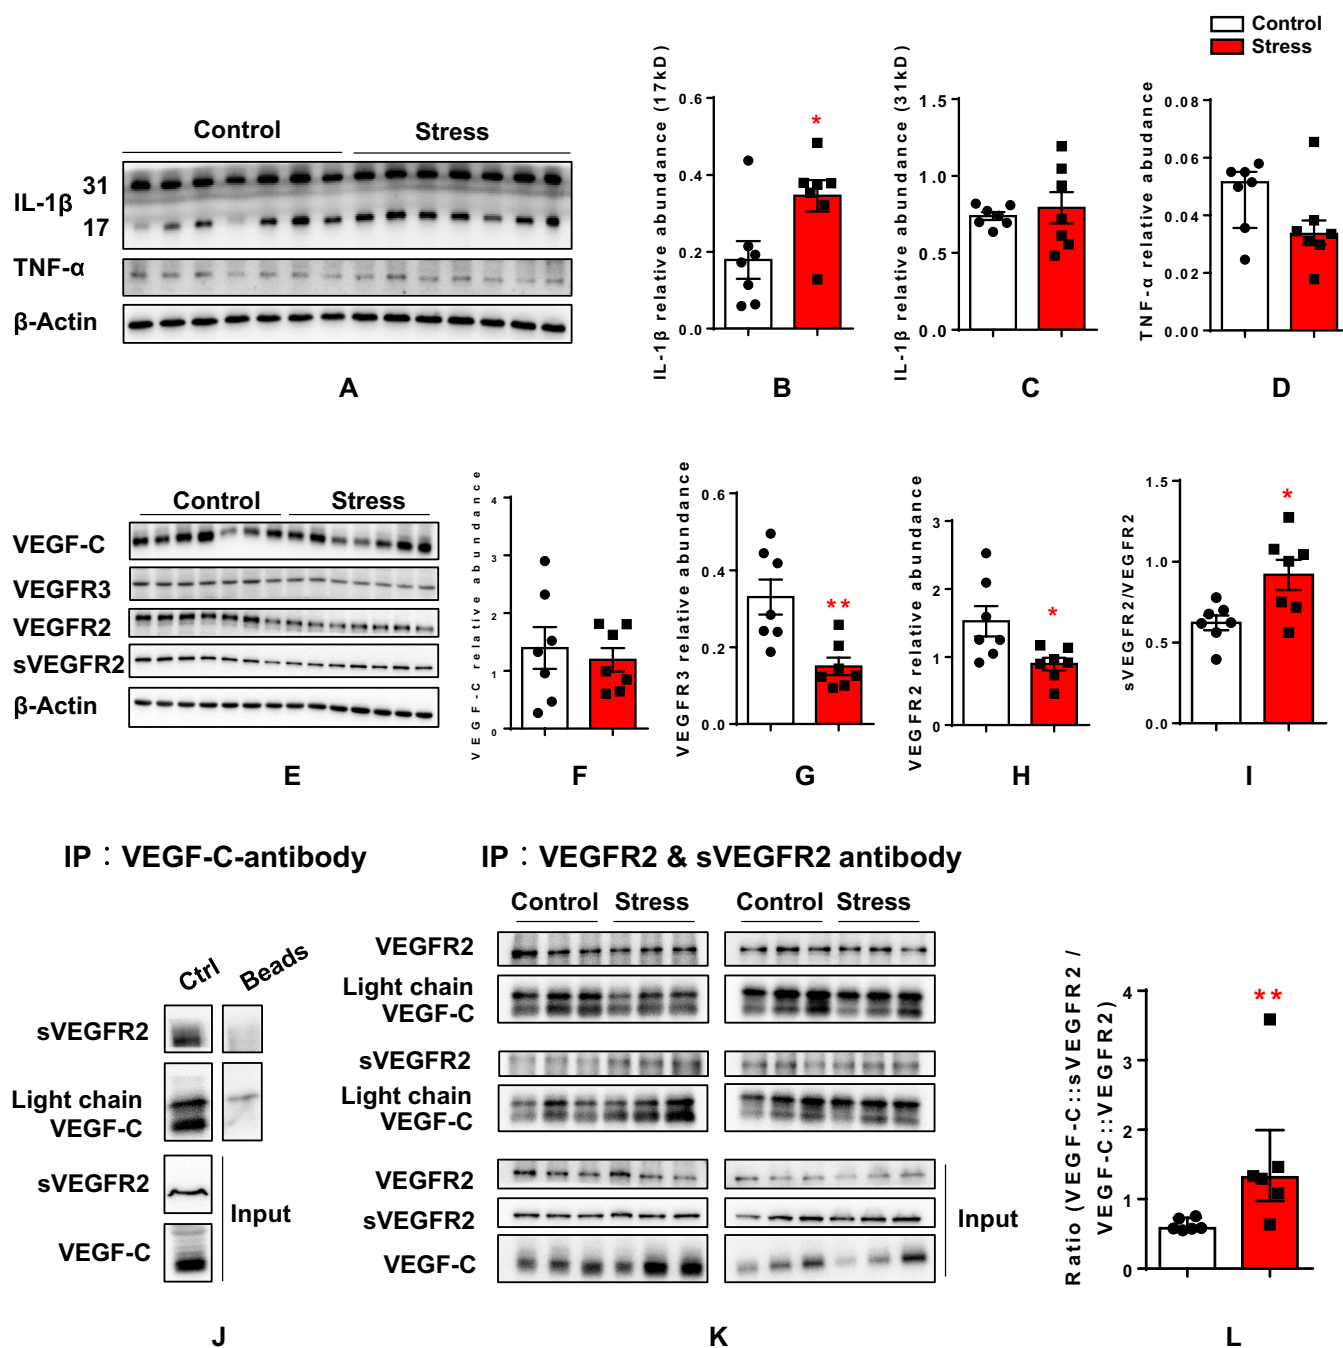 Control
Stress
Control Stress
IL-1β
31
17
TNF-α
β-Actin
A
IL-1β relative abundance (17kD)
0.6
0.4
0.2
0.0
*
B
IL-1β relative abundance (31kD)
1.5
1.0
0.5
0.0
C
TNF-α relative abudance
0.08
0.06
0.04
0.02
0.00
D
Control Stress
VEGF-C
VEGFR3
VEGFR2
sVEGFR2
β-Actin
E
VEGF-C relative abundance
4
3
2
1
0
F
VEGFR3 relative abundance
0.6
0.4
0.2
0.0
**
G
VEGFR2 relative abundance
3
2
1
0
*
H
sVEGFR2/VEGFR2
1.5
1.0
0.5
0.0
*
I
IP：VEGF-C-antibody
Ctrl Beads
sVEGFR2
Light chain
VEGF-C
sVEGFR2
VEGF-C
Input
J
IP：VEGFR2 & sVEGFR2 antibody
Control Stress Control Stress
VEGFR2
Light chain
VEGF-C
sVEGFR2
Light chain
VEGF-C
VEGFR2
sVEGFR2
VEGF-C
Input
K
Ratio (VEGF-C::sVEGFR2 /
VEGF-C::VEGFR2)
4
3
2
1
0
**
L